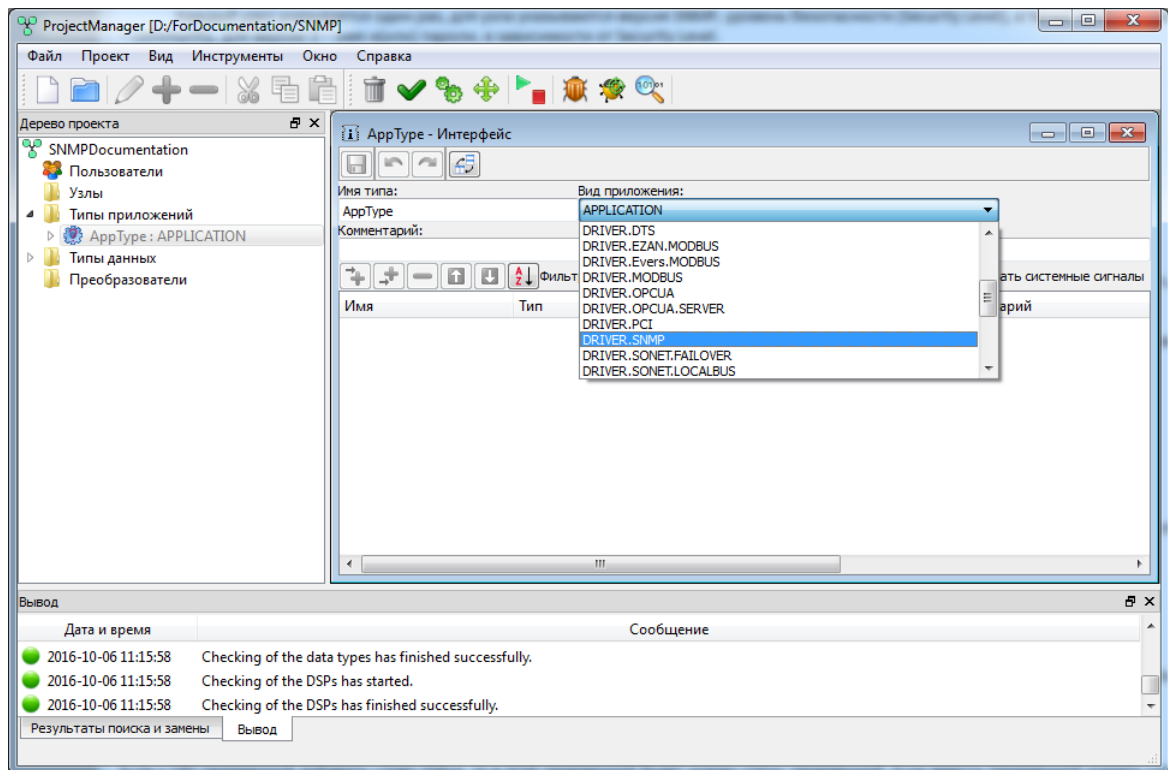 ProjectManager [D:/ForDocumentation/SNMP]
Файл Проект Вид Инструменты Окно Справка
Дерево проекта
SNMPDocumentation
Пользователи
Узлы
Типы приложений
AppType : APPLICATION
Типы данных
Преобразователи
AppType - Интерфейс
Имя типа: Вид приложения:
AppType APPLICATION
Комментарий:
DRIVER.DTS
DRIVER.EZAN.MODBUS
DRIVER.Evers.MODBUS
DRIVER.MODBUS
DRIVER.OPCUA
DRIVER.OPCUA.SERVER
DRIVER.PCI
DRIVER.SNMP
DRIVER.SONET.FAILOVER
DRIVER.SONET.LOCALBUS
Фильт ать системные сигналы
Имя Тип арий
Вывод
Дата и время Сообщение
2016-10-06 11:15:58 Checking of the data types has finished successfully.
2016-10-06 11:15:58 Checking of the DSPs has started.
2016-10-06 11:15:58 Checking of the DSPs has finished successfully.
Результаты поиска и замены Вывод